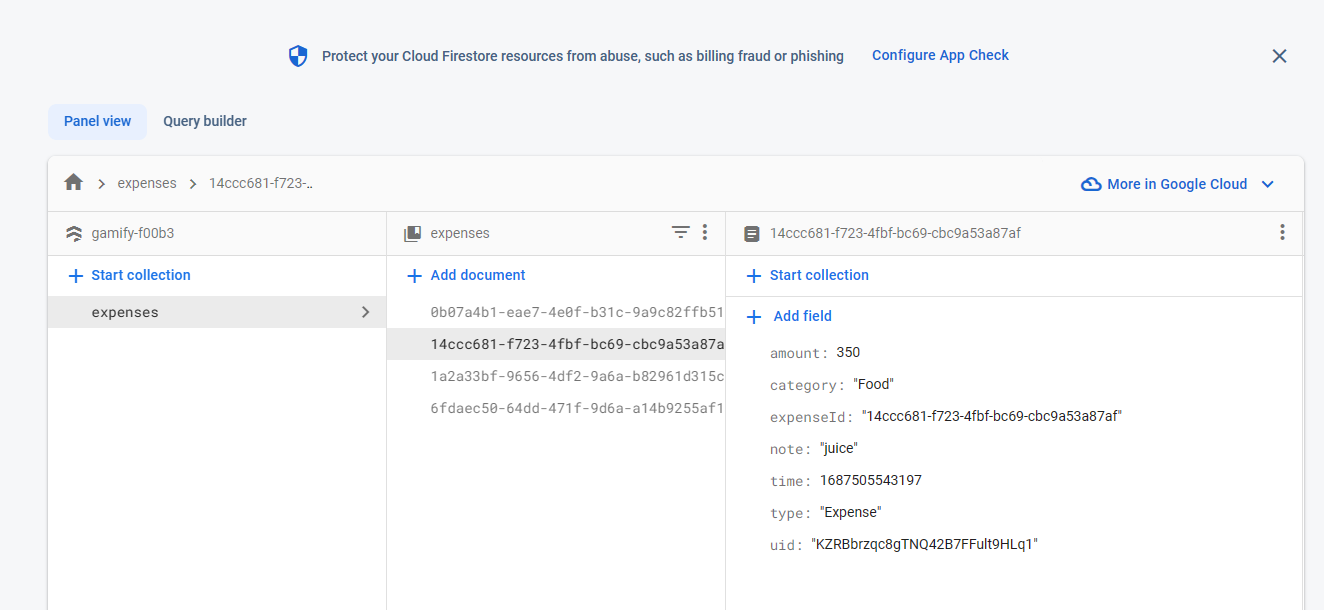 Protect your Cloud Firestore resources from abuse, such as billing fraud or phishing Configure App Check
Panel view Query builder
expenses 14ccc681-f723-..
More in Google Cloud
gamify-f00b3
Start collection
expenses
expenses
Add document
0b07a4b1-eae7-4e0f-b31c-9a9c82ffb51
14ccc681-f723-4fbf-bc69-cbc9a53a87a
1a2a33bf-9656-4df2-9a6a-b82961d315c
6fdaec50-64dd-471f-9d6a-a14b9255af1
14ccc681-f723-4fbf-bc69-cbc9a53a87af
Start collection
Add field
amount: 350
category: "Food"
expenseId: "14ccc681-f723-4fbf-bc69-cbc9a53a87af"
note: "juice"
time: 1687505543197
type: "Expense"
uid: "KZRBbrzqc8gTNQ42B7FFult9HLq1"